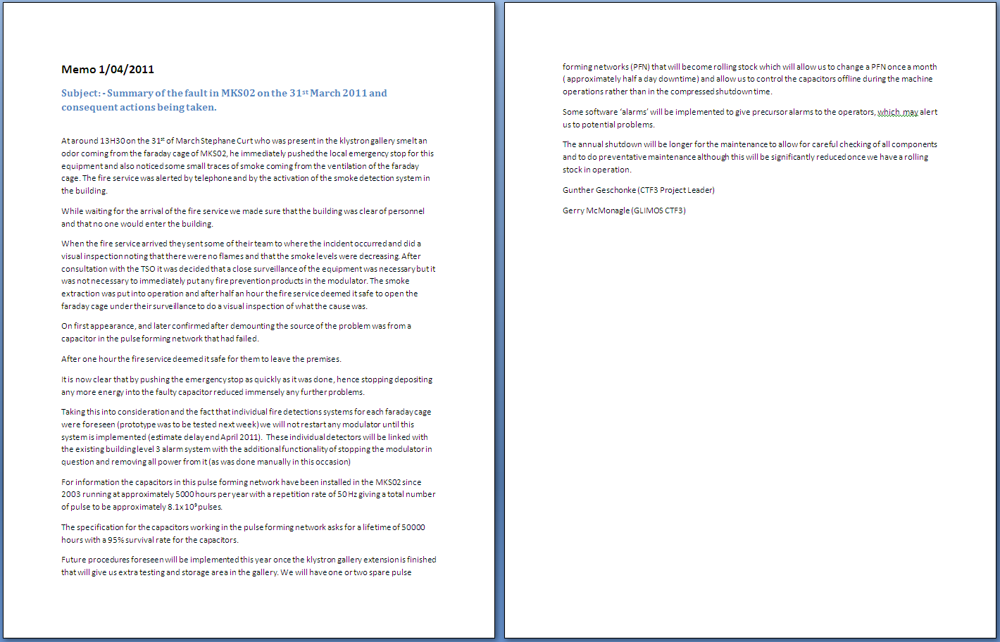 Memo 1/04/2011
Subject: - Summary of the fault in MKS02 on the 31st March 2011 and
consequent actions being taken.
At around 13H30 on the 31st of March Stephane Curt who was present in the klystron gallery smelt an
odor coming from the faraday cage of MKS02, he immediately pushed the local emergency stop for this
equipment and also noticed some small traces of smoke coming from the ventilation of the faraday
cage. The fire service was alerted by telephone and by the activation of the smoke detection system in
the building.
While waiting for the arrival of the fire service we made sure that the building was clear of personnel
and that no one would enter the building.
When the fire service arrived they sent some of their team to where the incident occurred and did a
visual inspection noting that there were no flames and that the smoke levels were decreasing. After
consultation with the TSO it was decided that a close surveillance of the equipment was necessary but it
was not necessary to immediately put any fire prevention products in the modulator. The smoke
extraction was put into operation and after half an hour the fire service deemed it safe to open the
faraday cage under their surveillance to do a visual inspection of what the cause was.
On first appearance, and later confirmed after demounting the source of the problem was from a
capacitor in the pulse forming network that had failed.
After one hour the fire service deemed it safe for them to leave the premises.
It is now clear that by pushing the emergency stop as quickly as it was done, hence stopping depositing
any more energy into the faulty capacitor reduced immensely any further problems.
Taking this into consideration and the fact that individual fire detections systems for each faraday cage
were foreseen (prototype was to be tested next week) we will not restart any modulator until this
system is implemented (estimate delay end April 2011).  These individual detectors will be linked with
the existing building level 3 alarm system with the additional functionality of stopping the modulator in
question and removing all power from it (as was done manually in this occasion)
For information the capacitors in this pulse forming network have been installed in the MKS02 since
2003 running at approximately 5000 hours per year with a repetition rate of 50 Hz giving a total number
of pulse to be approximately 8.1x10⁹ pulses.
The specification for the capacitors working in the pulse forming network asks for a lifetime of 50000
hours with a 95% survival rate for the capacitors.
Future procedures foreseen will be implemented this year once the klystron gallery extension is finished
that will give us extra testing and storage area in the gallery. We will have one or two spare pulse
forming networks (PFN) that will become rolling stock which will allow us to change a PFN once a month
( approximately half a day downtime) and allow us to control the capacitors offline during the machine
operations rather than in the compressed shutdown time.
Some software ‘alarms’ will be implemented to give precursor alarms to the operators, which may alert
us to potential problems.
The annual shutdown will be longer for the maintenance to allow for careful checking of all components
and to do preventative maintenance although this will be significantly reduced once we have a rolling
stock in operation.
Gunther Geschonke (CTF3 Project Leader)
Gerry McMonagle (GLIMOS CTF3)